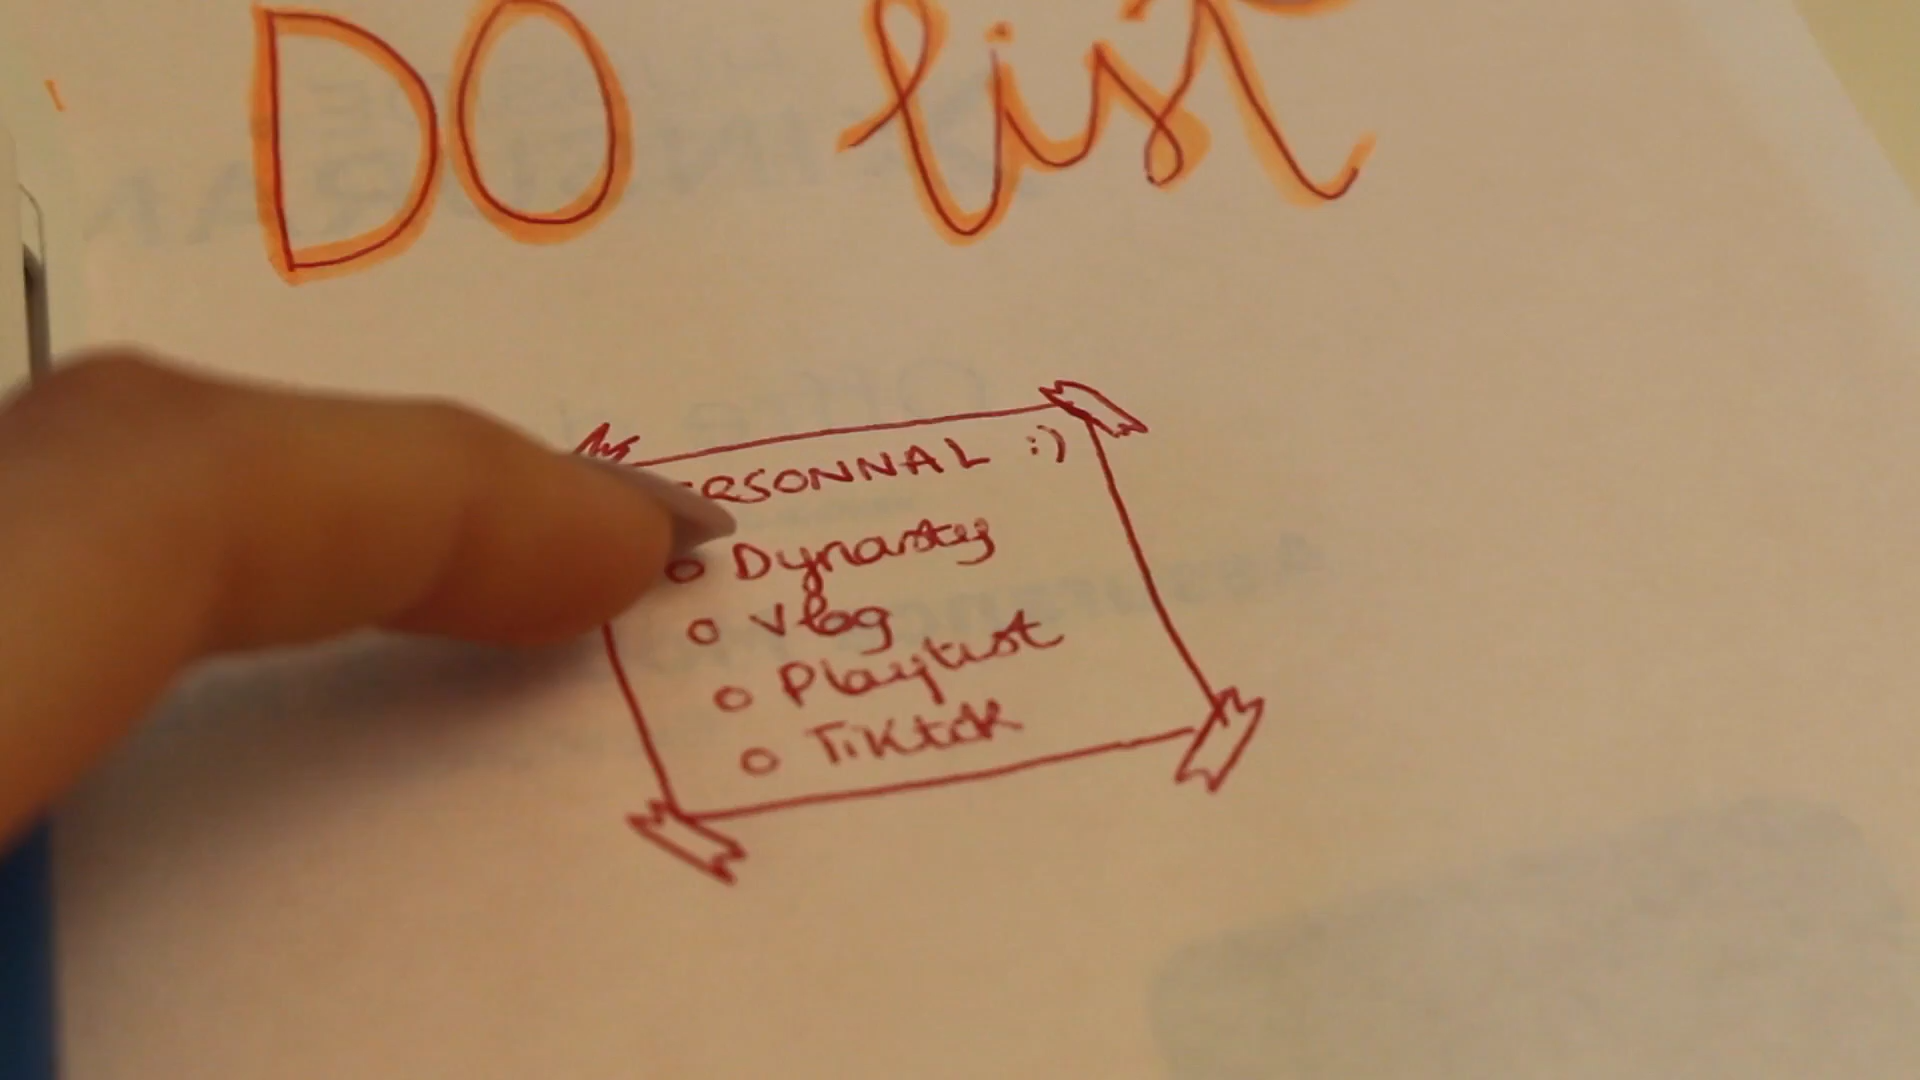 DO list
ERSONNAL :)
Dynasty
Vlog
Playlist
Tiktok